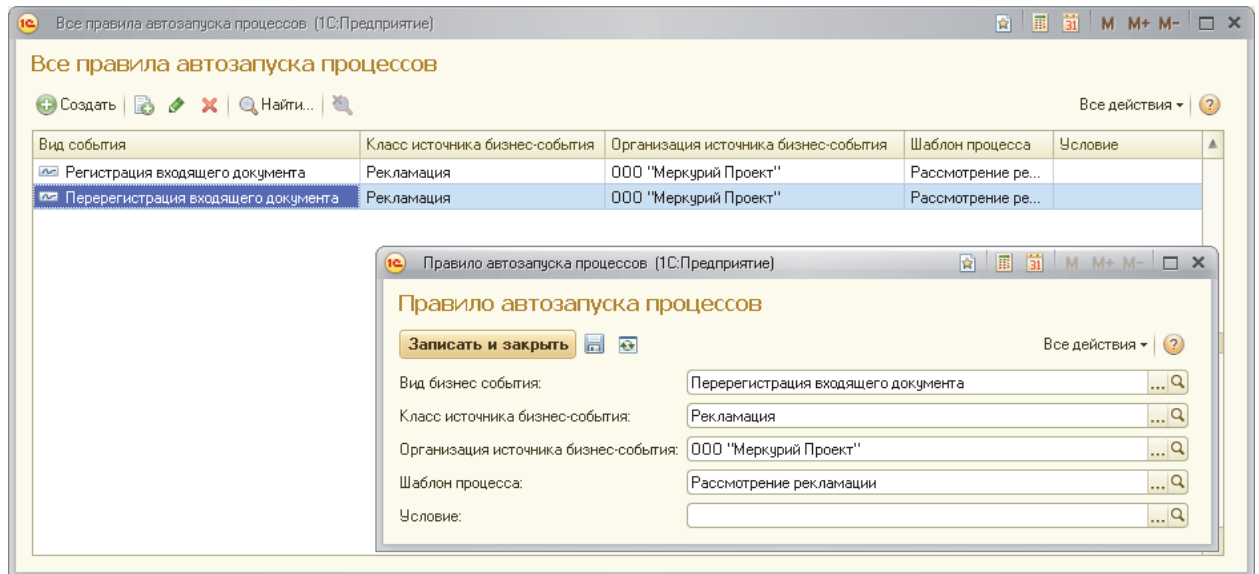 Все правила автозапуска процессов (1С:Предприятие)
31 M M+ M-
Все правила автозапуска процессов
Создать Найти... Все действия
Вид события Класс источника бизнес-события Организация источника бизнес-события Шаблон процесса Условие
Регистрация входящего документа Рекламация ООО "Меркурий Проект" Рассмотрение ре...
Перерегистрация входящего документа Рекламация ООО "Меркурий Проект" Рассмотрение ре...
Правило автозапуска процессов (1С:Предприятие)
31 M M+ M-
Правило автозапуска процессов
Записать и закрыть Все действия
Вид бизнес события: Перерегистрация входящего документа ...
Класс источника бизнес-события: Рекламация ...
Организация источника бизнес-события: ООО "Меркурий Проект" ...
Шаблон процесса: Рассмотрение рекламации ...
Условие: ...